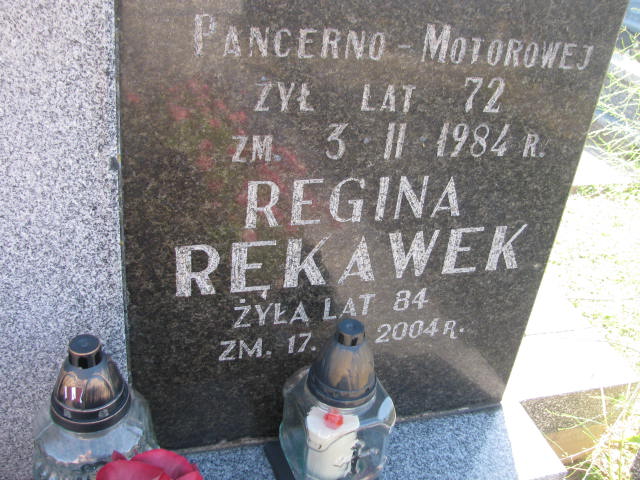 PANCERNO - MOTOROWEJ
ŻYŁ LAT 72
ZM. 3·II·1984 R.
REGINA
RĘKAWEK
ŻYŁA LAT 84
ZM. 17. 2004 R.